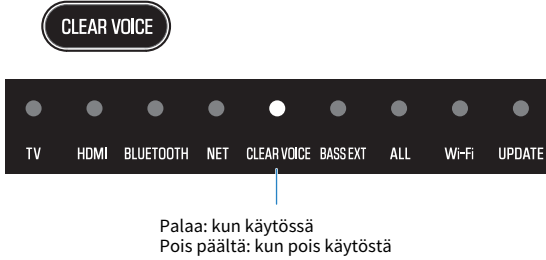 CLEAR VOICE
TV HDMI BLUETOOTH NET CLEAR VOICE BASS EXT ALL Wi-Fi UPDATE
Palaa: kun käytössä
Pois päältä: kun pois käytöstä